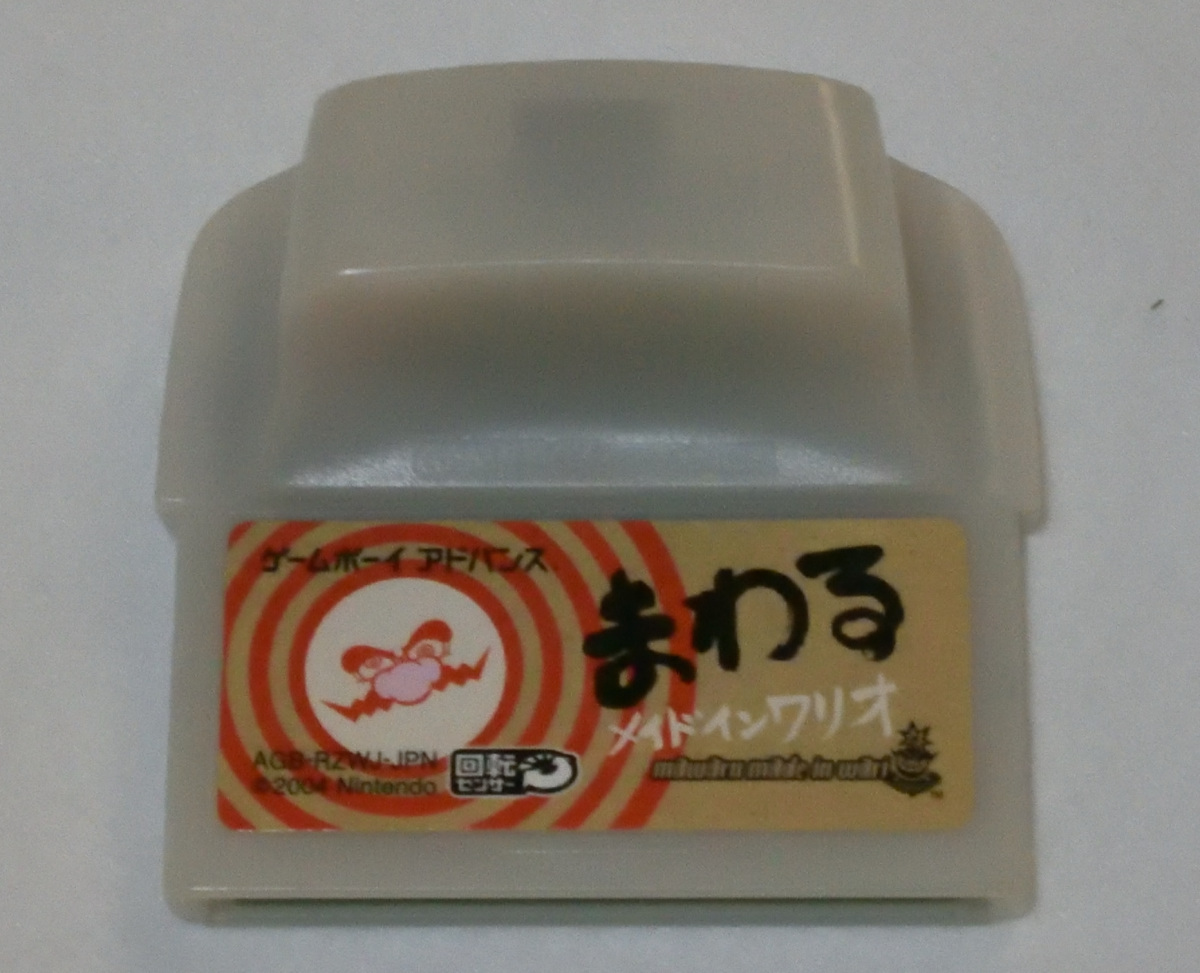 ゲームボーイ アドバンス
まわる
メイドインワリオ
mawaru made in wario
AGB-RZWJ-JPN
©2004 Nintendo
回転
センサー
TM